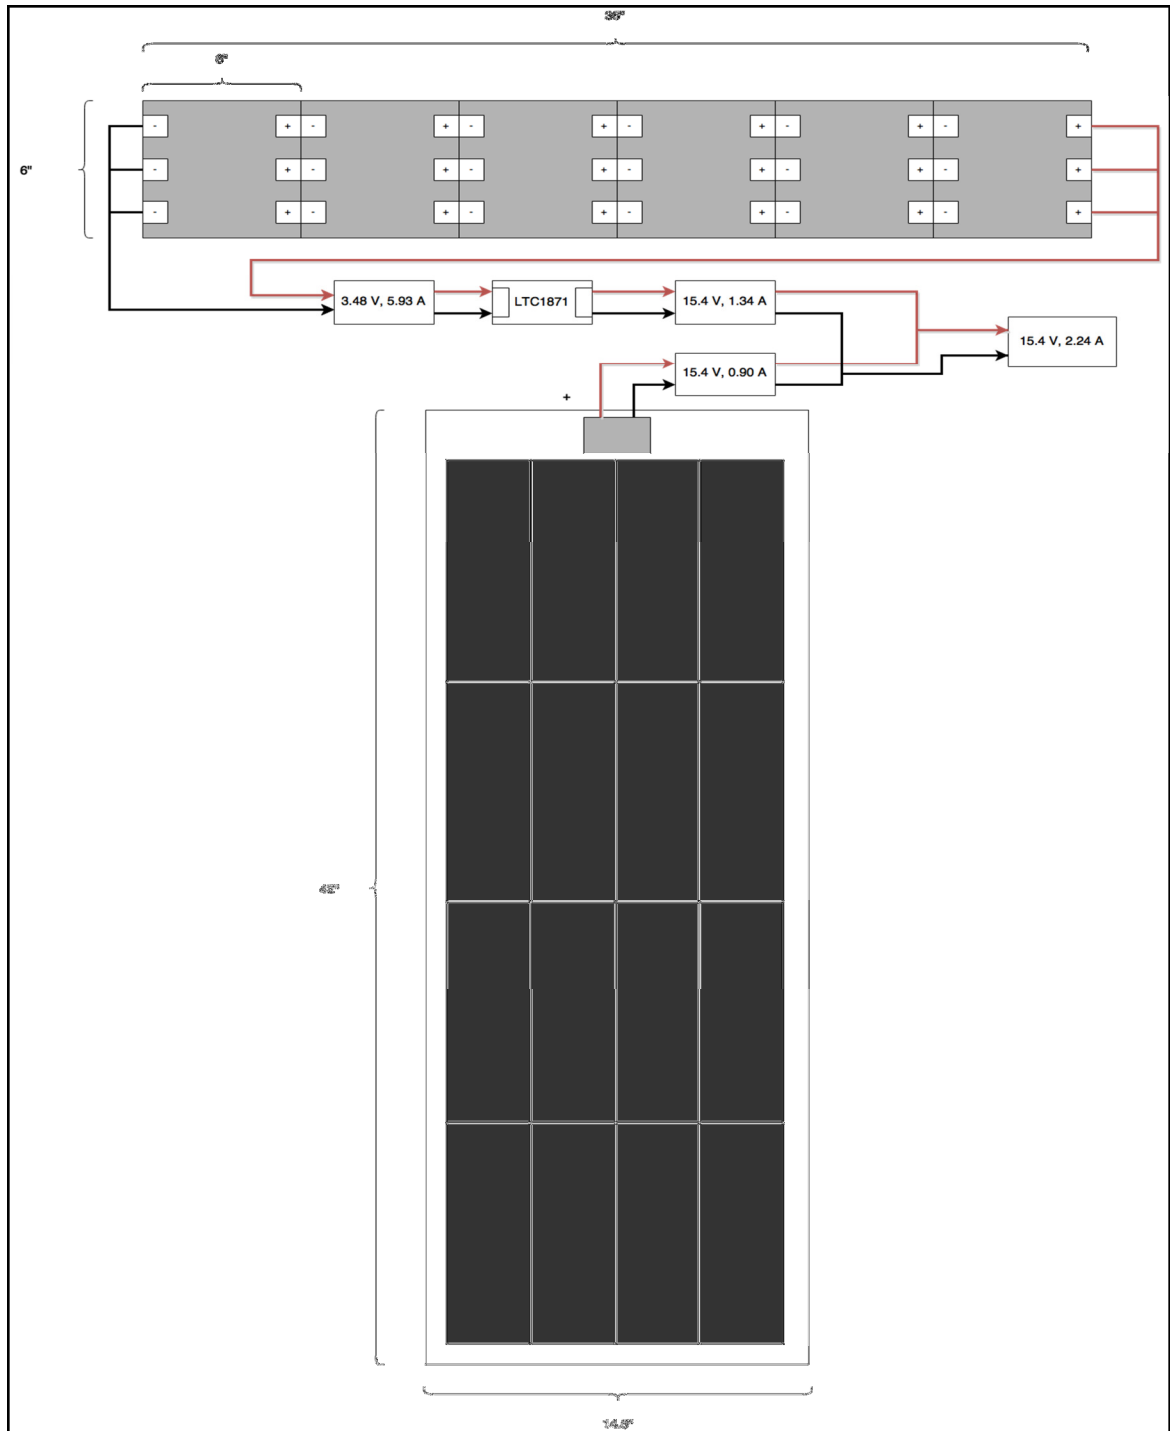 36"
6"
6"
- + - + - + - + - + - +
- + - + - + - + - + - +
- + - + - + - + - + - +
3.48 V, 5.93 A
LTC1871
15.4 V, 1.34 A
15.4 V, 2.24 A
15.4 V, 0.90 A
+